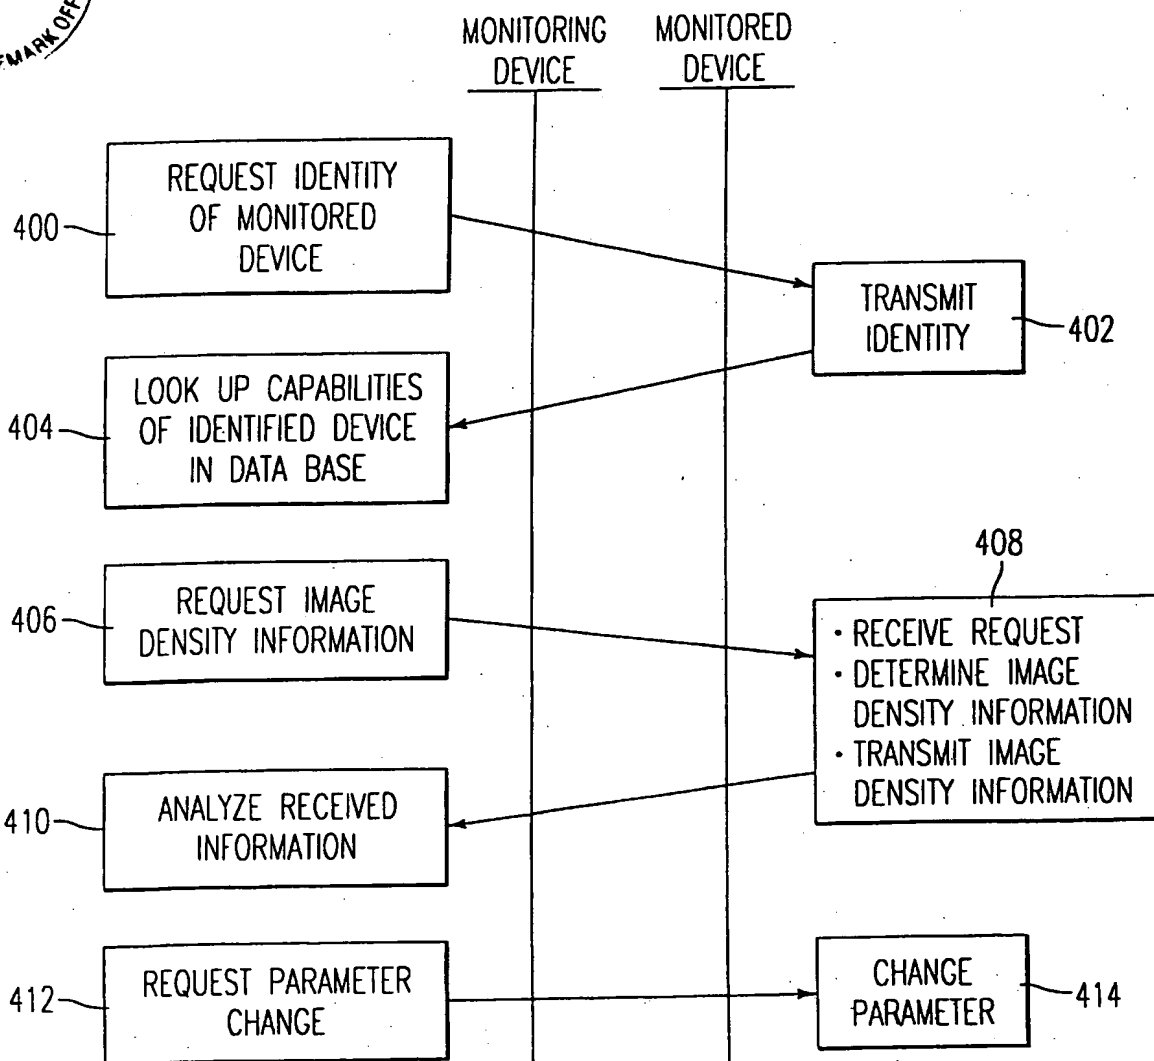 EMARK OFF
MONITORING
DEVICE
MONITORED
DEVICE
400
REQUEST IDENTITY
OF MONITORED
DEVICE
TRANSMIT
IDENTITY
402
404
LOOK UP CAPABILITIES
OF IDENTIFIED DEVICE
IN DATA BASE
406
REQUEST IMAGE
DENSITY INFORMATION
408
· RECEIVE REQUEST
· DETERMINE IMAGE
DENSITY INFORMATION
· TRANSMIT IMAGE
DENSITY INFORMATION
410
ANALYZE RECEIVED
INFORMATION
412
REQUEST PARAMETER
CHANGE
CHANGE
PARAMETER
414